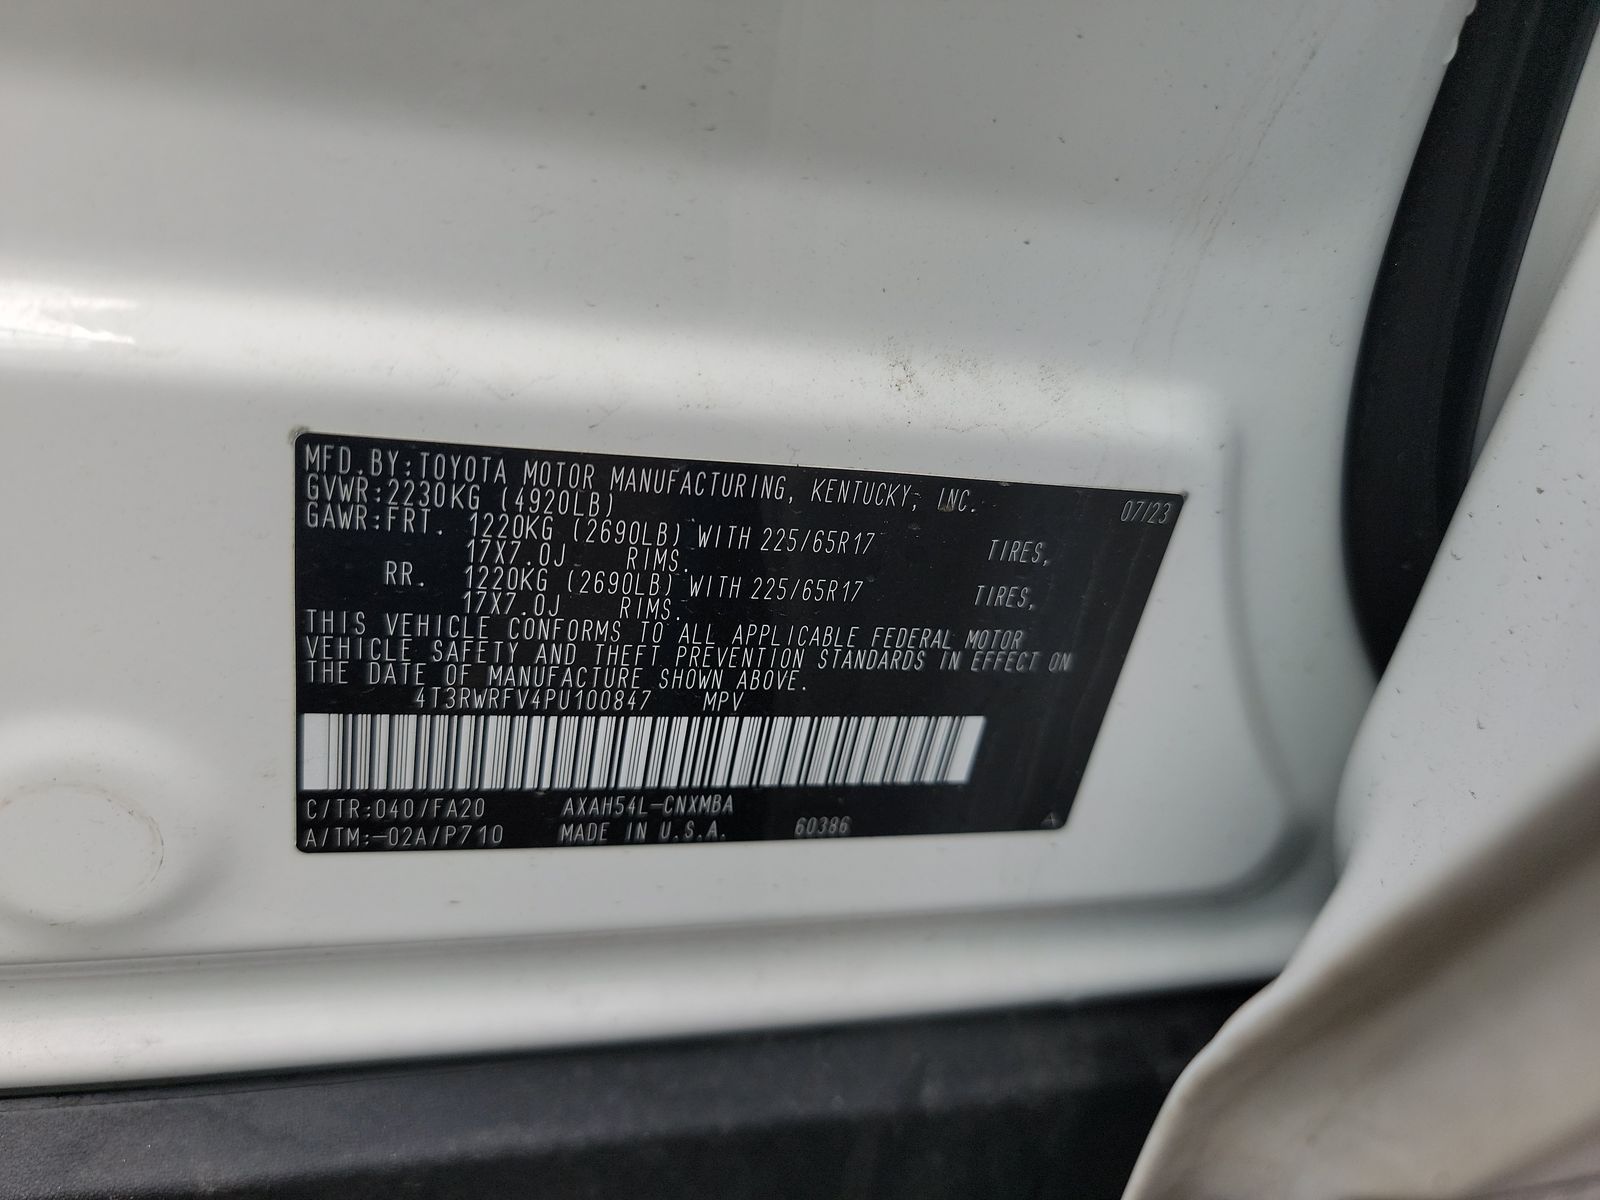 MFD.BY:TOYOTA MOTOR MANUFACTURING, KENTUCKY, INC. 07/23
GVWR:2230KG (4920LB)
GAWR:FRT. 1220KG (2690LB) WITH 225/65R17 TIRES,
17X7.0J RIMS.
RR. 1220KG (2690LB) WITH 225/65R17 TIRES,
17X7.0J RIMS.
THIS VEHICLE CONFORMS TO ALL APPLICABLE FEDERAL MOTOR
VEHICLE SAFETY AND THEFT PREVENTION STANDARDS IN EFFECT ON
THE DATE OF MANUFACTURE SHOWN ABOVE.
4T3RWRFV4PU100847 MPV
C/TR:040/FA20 AXAH54L-CNXMBA
A/TM:-02A/P710 MADE IN U.S.A. 60386 A